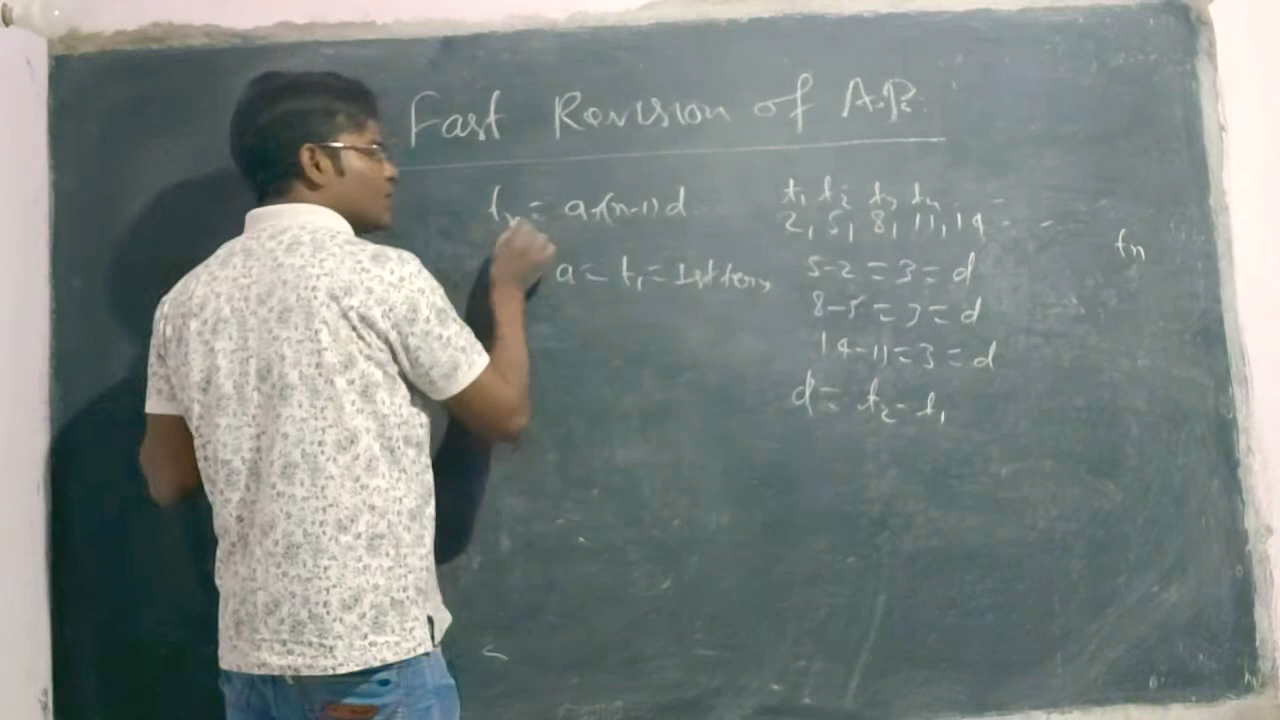 Fast Revision of A.P.
tn = a+(n-1)d
a = t1 = 1st term
t1 t2 t3 t4 - -
2, 5, 8, 11, 14 - -
tn
5-2 = 3 = d
8-5 = 3 = d
14-11 = 3 = d
d = t2 - t1